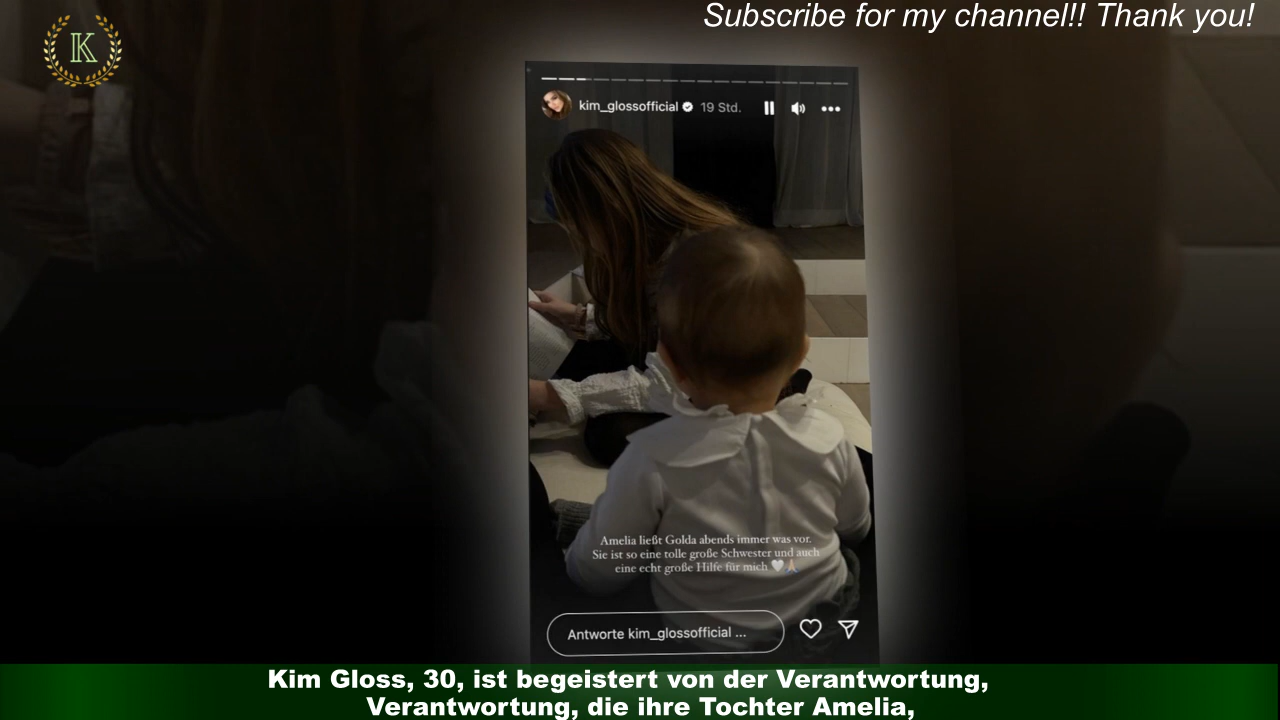 Subscribe for my channel!! Thank you!
K
kim_glossofficial 19 Std.
Amelia ließt Golda abends immer was vor.
Sie ist so eine tolle große Schwester und auch
eine echt große Hilfe für mich 🤍🙏🏼
Antworte kim_glossofficial ...
Kim Gloss, 30, ist begeistert von der Verantwortung,
Verantwortung, die ihre Tochter Amelia,